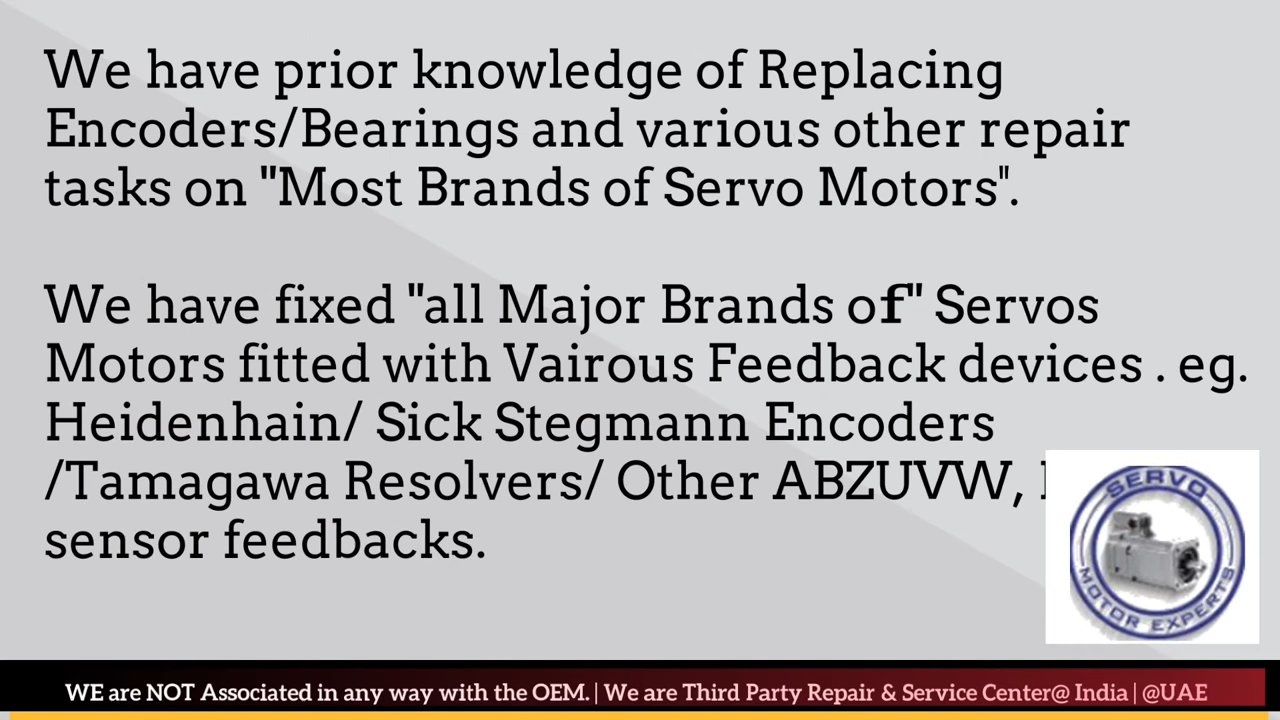 We have prior knowledge of Replacing
Encoders/Bearings and various other repair
tasks on "Most Brands of Servo Motors".
We have fixed "all Major Brands of" Servos
Motors fitted with Vairous Feedback devices . eg.
Heidenhain/ Sick Stegmann Encoders
/Tamagawa Resolvers/ Other ABZUVW,
sensor feedbacks.
SERVO
MOTOR EXPERTS
WE are NOT Associated in any way with the OEM. | We are Third Party Repair & Service Center@ India | @UAE